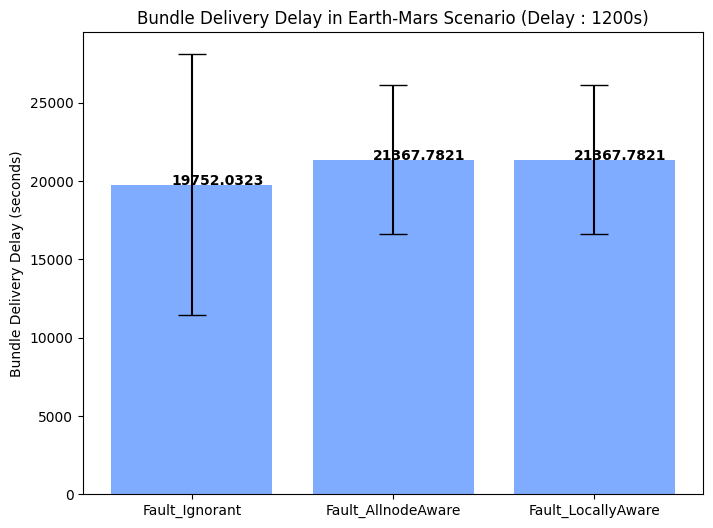 Bundle Delivery Delay in Earth-Mars Scenario (Delay : 1200s)
Bundle Delivery Delay (seconds)
25000
20000
15000
10000
5000
0
19752.0323
21367.7821
21367.7821
Fault_Ignorant
Fault_AllnodeAware
Fault_LocallyAware